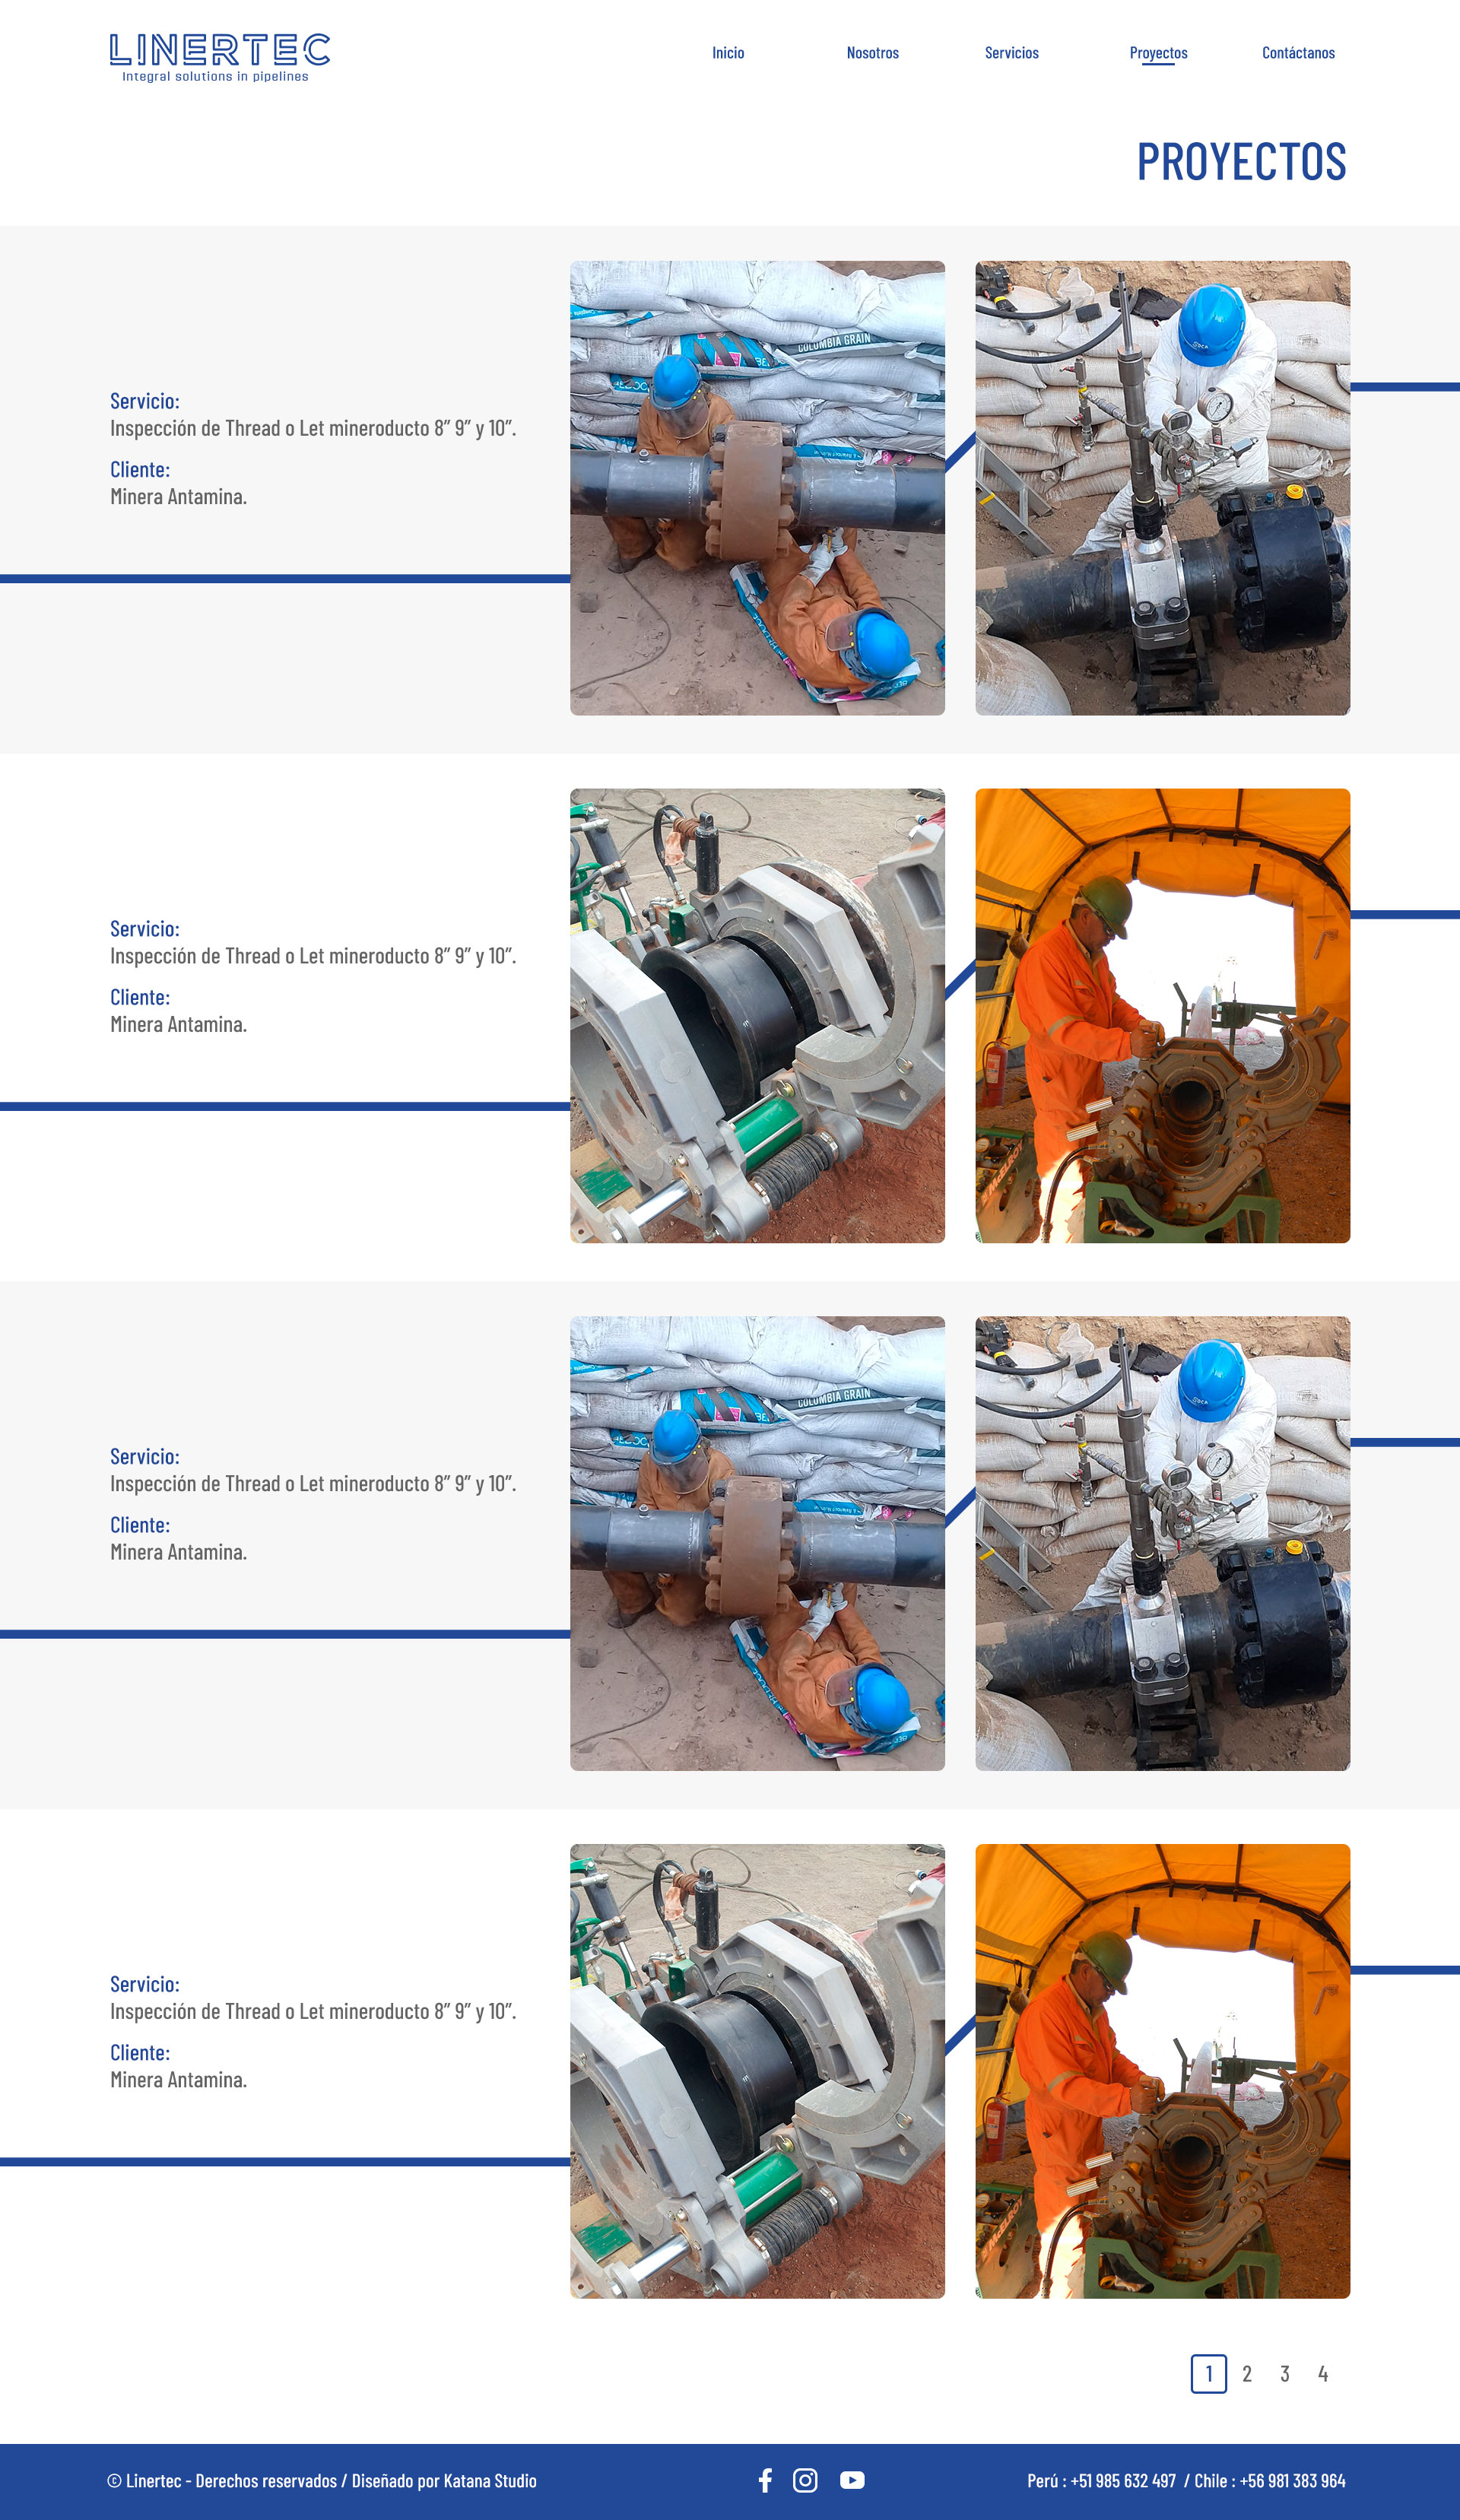 LINERTEC
Integral solutions in pipelines
Inicio
Nosotros
Servicios
Proyectos
Contáctanos
PROYECTOS
COLUMBIA GRAIN
Servicio:
Inspección de Thread o Let mineroducto 8” 9” y 10”.
Cliente:
Minera Antamina.
Servicio:
Inspección de Thread o Let mineroducto 8” 9” y 10”.
Cliente:
Minera Antamina.
COLUMBIA GRAIN
Servicio:
Inspección de Thread o Let mineroducto 8” 9” y 10”.
Cliente:
Minera Antamina.
Servicio:
Inspección de Thread o Let mineroducto 8” 9” y 10”.
Cliente:
Minera Antamina.
1 2 3 4
© Linertec - Derechos reservados / Diseñado por Katana Studio
Perú : +51 985 632 497 / Chile : +56 981 383 964